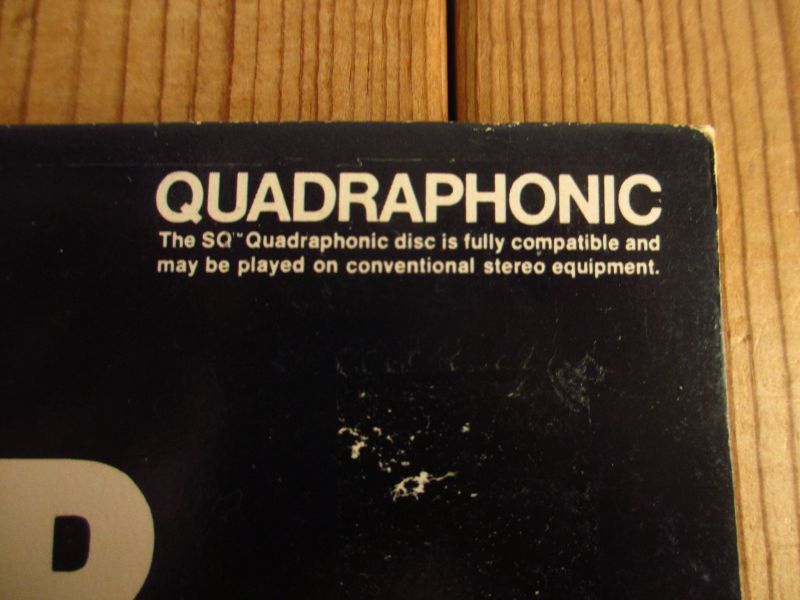 QUADRAPHONIC
The SQ™ Quadraphonic disc is fully compatible and
may be played on conventional stereo equipment.